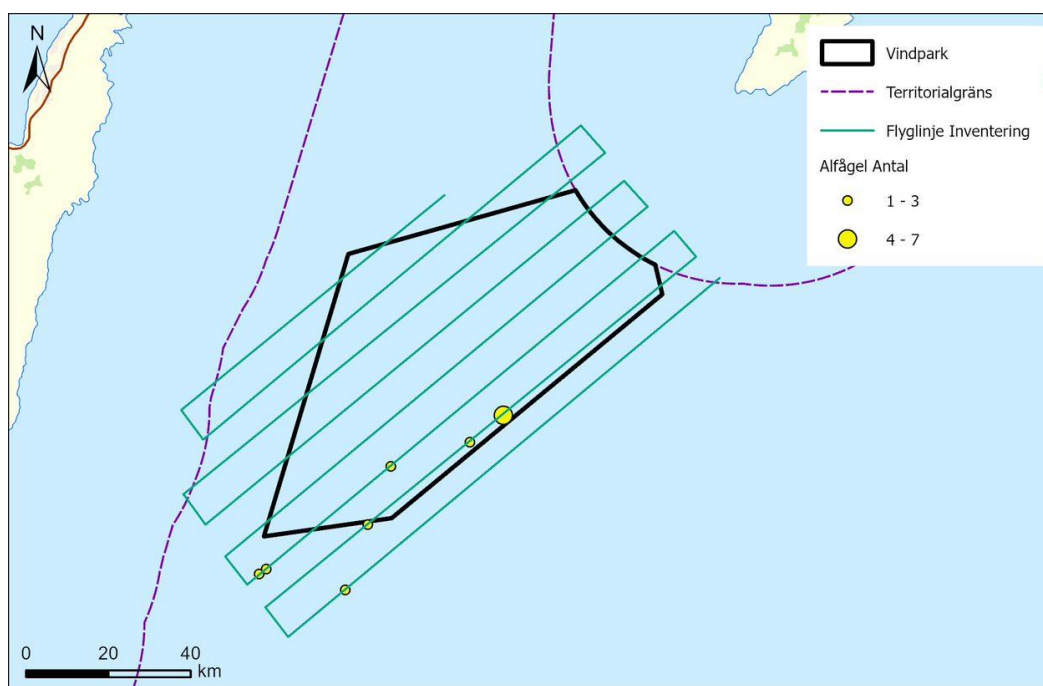 N
Vindpark
Territorialgräns
Flyglinje Inventering
Alfågel Antal
1 - 3
4 - 7
0 20 40
km